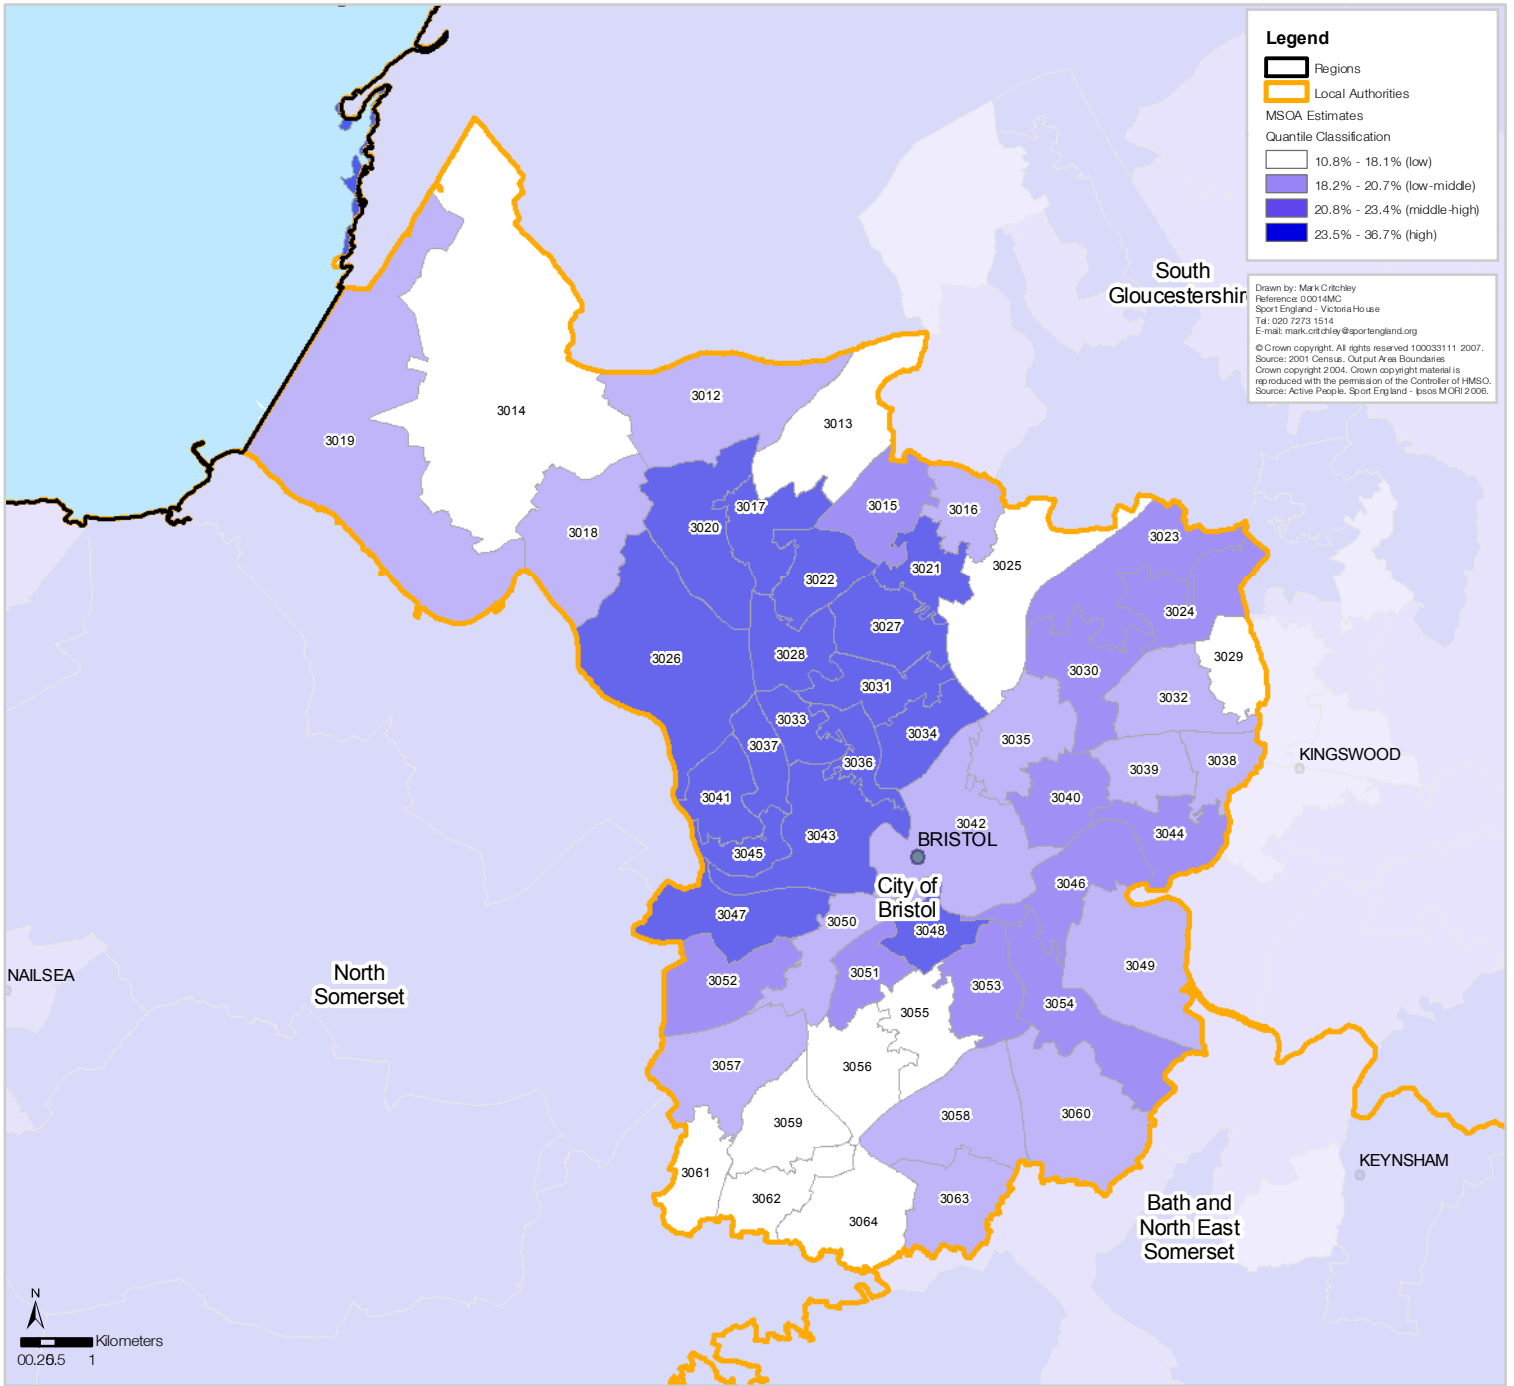 Legend
Regions
Local Authorities
MSOA Estimates
Quantile Classification
10.8% - 18.1% (low)
18.2% - 20.7% (low-middle)
20.8% - 23.4% (middle-high)
23.5% - 36.7% (high)
Drawn by: Mark Critchley
Reference: 00014MC
Sport England - Victoria House
Tel: 020 7273 1514
E-mail: mark.critchley@sportengland.org
© Crown copyright. All rights reserved 100033111 2007.
Source: 2001 Census. Output Area Boundaries
Crown copyright 2004. Crown copyright material is
reproduced with the permission of the Controller of HMSO.
Source: Active People. Sport England - Ipsos MORI 2006.
South
Gloucestershir
3012
3014
3013
3019
3017
3015
3016
3020
3018
3023
3022
3021
3025
3024
3027
3028
3026
3029
3030
3031
3032
3033
3034
3035
3037
3036
3038
3039
KINGSWOOD
3041
3040
3042
3043
3044
BRISTOL
3045
3046
City of
Bristol
3047
3050
3048
3049
NAILSEA
North
Somerset
3052
3051
3053
3054
3055
3057
3056
3058
3060
3059
3061
3062
3063
3064
KEYNSHAM
Bath and
North East
Somerset
N
Kilometers
00.250.5 1